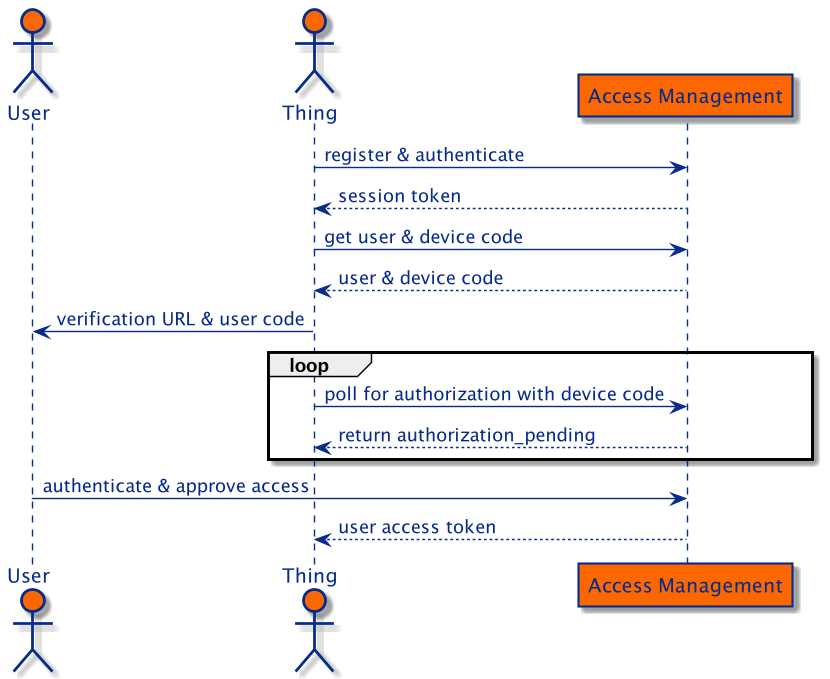 User
Thing
Access Management
register & authenticate
session token
get user & device code
user & device code
verification URL & user code
loop
poll for authorization with device code
return authorization_pending
authenticate & approve access
user access token
User
Thing
Access Management